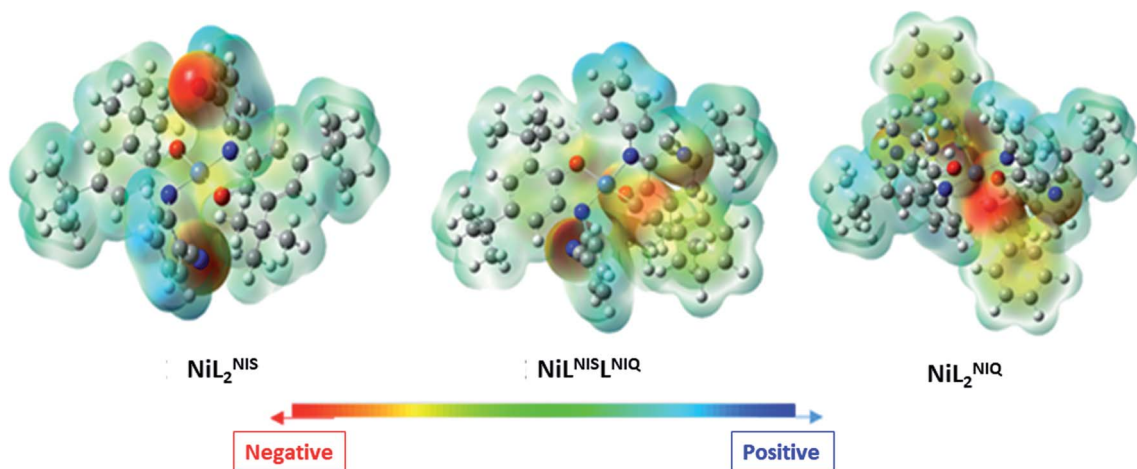 NiL₂ᴺᴵˢ
NiLᴺᴵˢLᴺᴵQ
NiL₂ᴺᴵQ
Negative
Positive